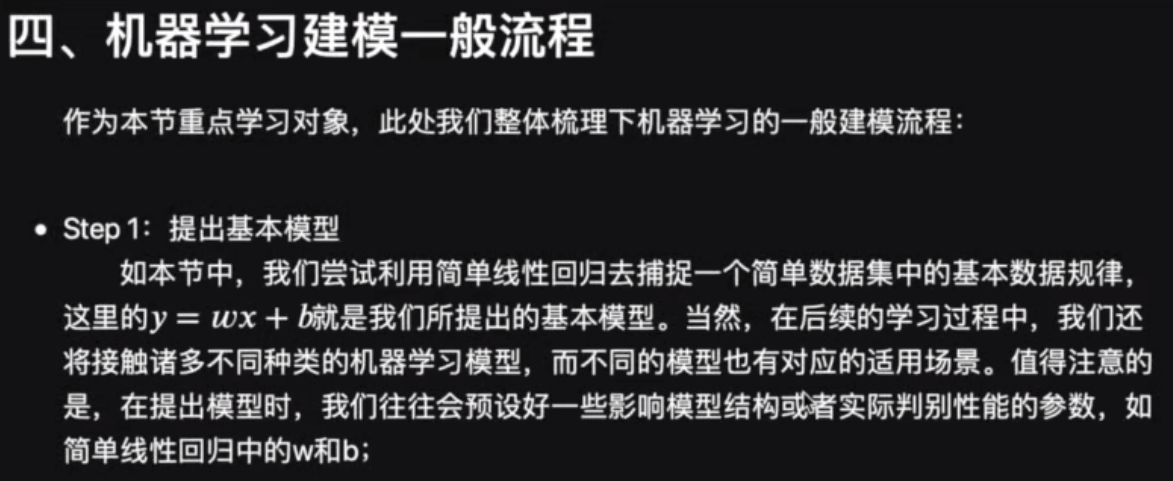 四、机器学习建模一般流程
作为本节重点学习对象，此处我们整体梳理下机器学习的一般建模流程：
• Step 1：提出基本模型
如本节中，我们尝试利用简单线性回归去捕捉一个简单数据集中的基本数据规律，
这里的y = wx + b就是我们所提出的基本模型。当然，在后续的学习过程中，我们还
将接触诸多不同种类的机器学习模型，而不同的模型也有对应的适用场景。值得注意的
是，在提出模型时，我们往往会预设好一些影响模型结构或者实际判别性能的参数，如
简单线性回归中的w和b；